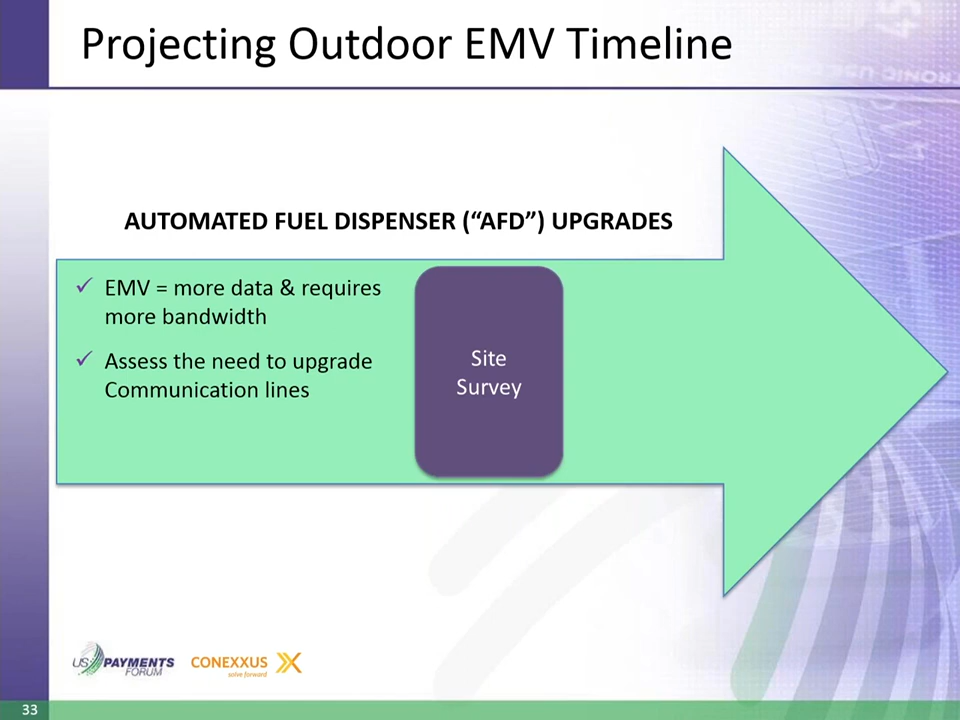 Projecting Outdoor EMV Timeline
AUTOMATED FUEL DISPENSER (“AFD”) UPGRADES
✓ EMV = more data & requires
more bandwidth
✓ Assess the need to upgrade
Communication lines
Site
Survey
US PAYMENTS
FORUM
CONEXXUS
solve forward
33